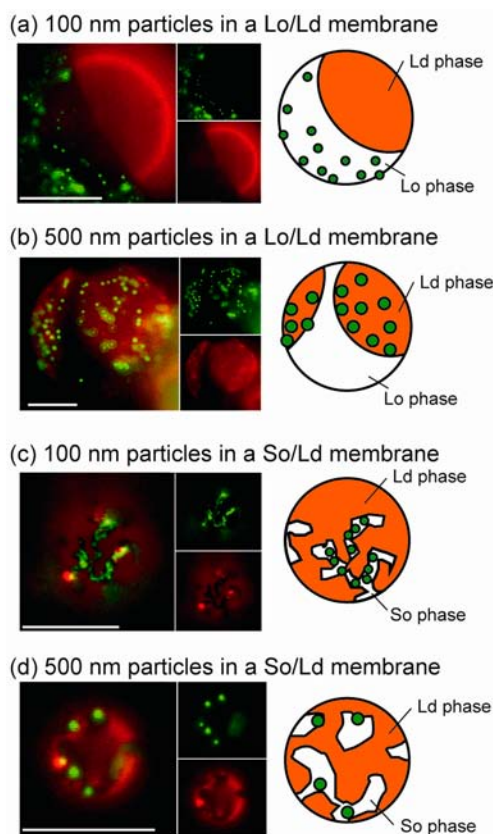 (a) 100 nm particles in a Lo/Ld membrane
Ld phase
Lo phase
(b) 500 nm particles in a Lo/Ld membrane
Ld phase
Lo phase
(c) 100 nm particles in a So/Ld membrane
Ld phase
So phase
(d) 500 nm particles in a So/Ld membrane
Ld phase
So phase